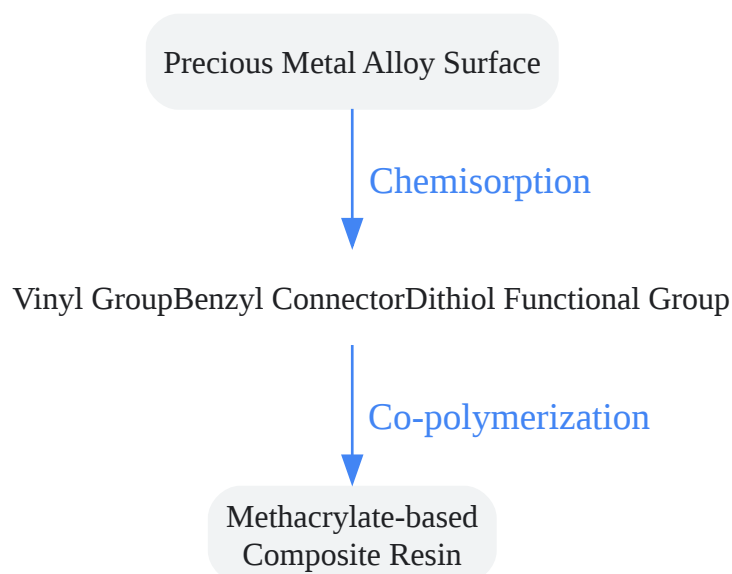 Precious Metal Alloy Surface
Chemisorption
Vinyl GroupBenzyl ConnectorDithiol Functional Group
Co-polymerization
Methacrylate-based
Composite Resin